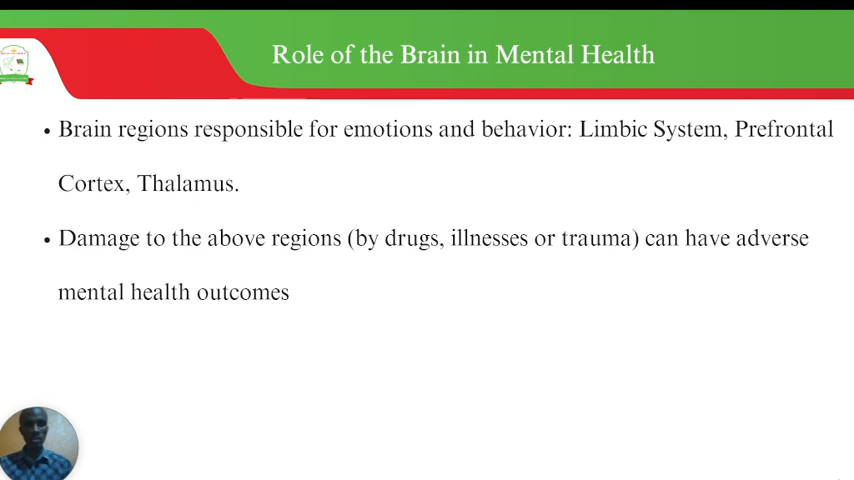 Role of the Brain in Mental Health
• Brain regions responsible for emotions and behavior: Limbic System, Prefrontal
Cortex, Thalamus.
• Damage to the above regions (by drugs, illnesses or trauma) can have adverse
mental health outcomes